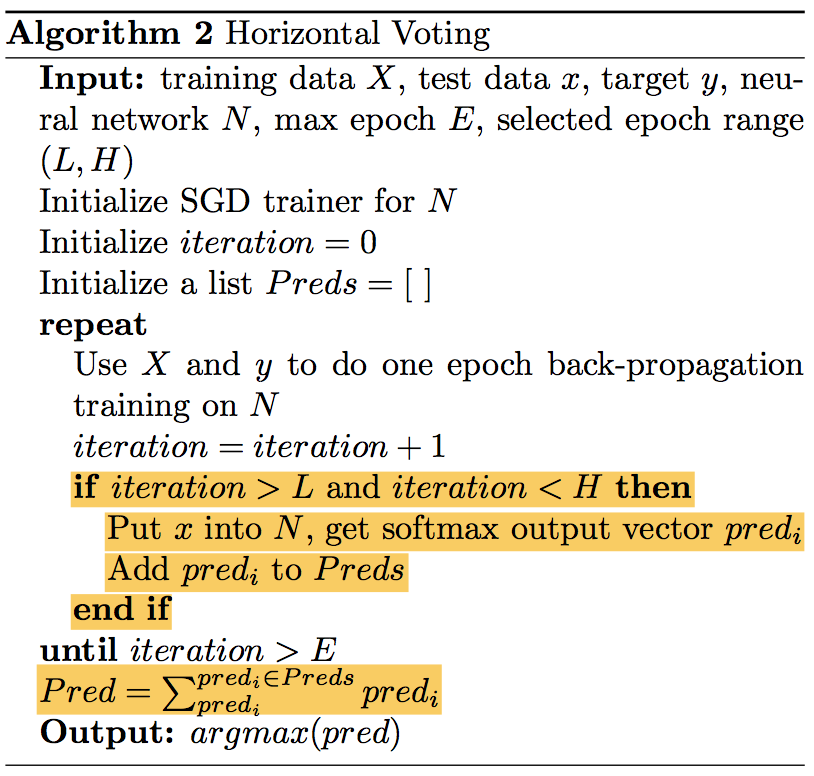 Algorithm 2 Horizontal Voting
Input: training data X, test data x, target y, neu-
ral network N, max epoch E, selected epoch range
(L, H)
Initialize SGD trainer for N
Initialize iteration = 0
Initialize a list Preds = [ ]
repeat
Use X and y to do one epoch back-propagation
training on N
iteration = iteration + 1
if iteration > L and iteration < H then
Put x into N, get softmax output vector pred_i
Add pred_i to Preds
end if
until iteration > E
Pred = ∑_{pred_i}^{pred_i∈Preds} pred_i
Output: argmax(pred)